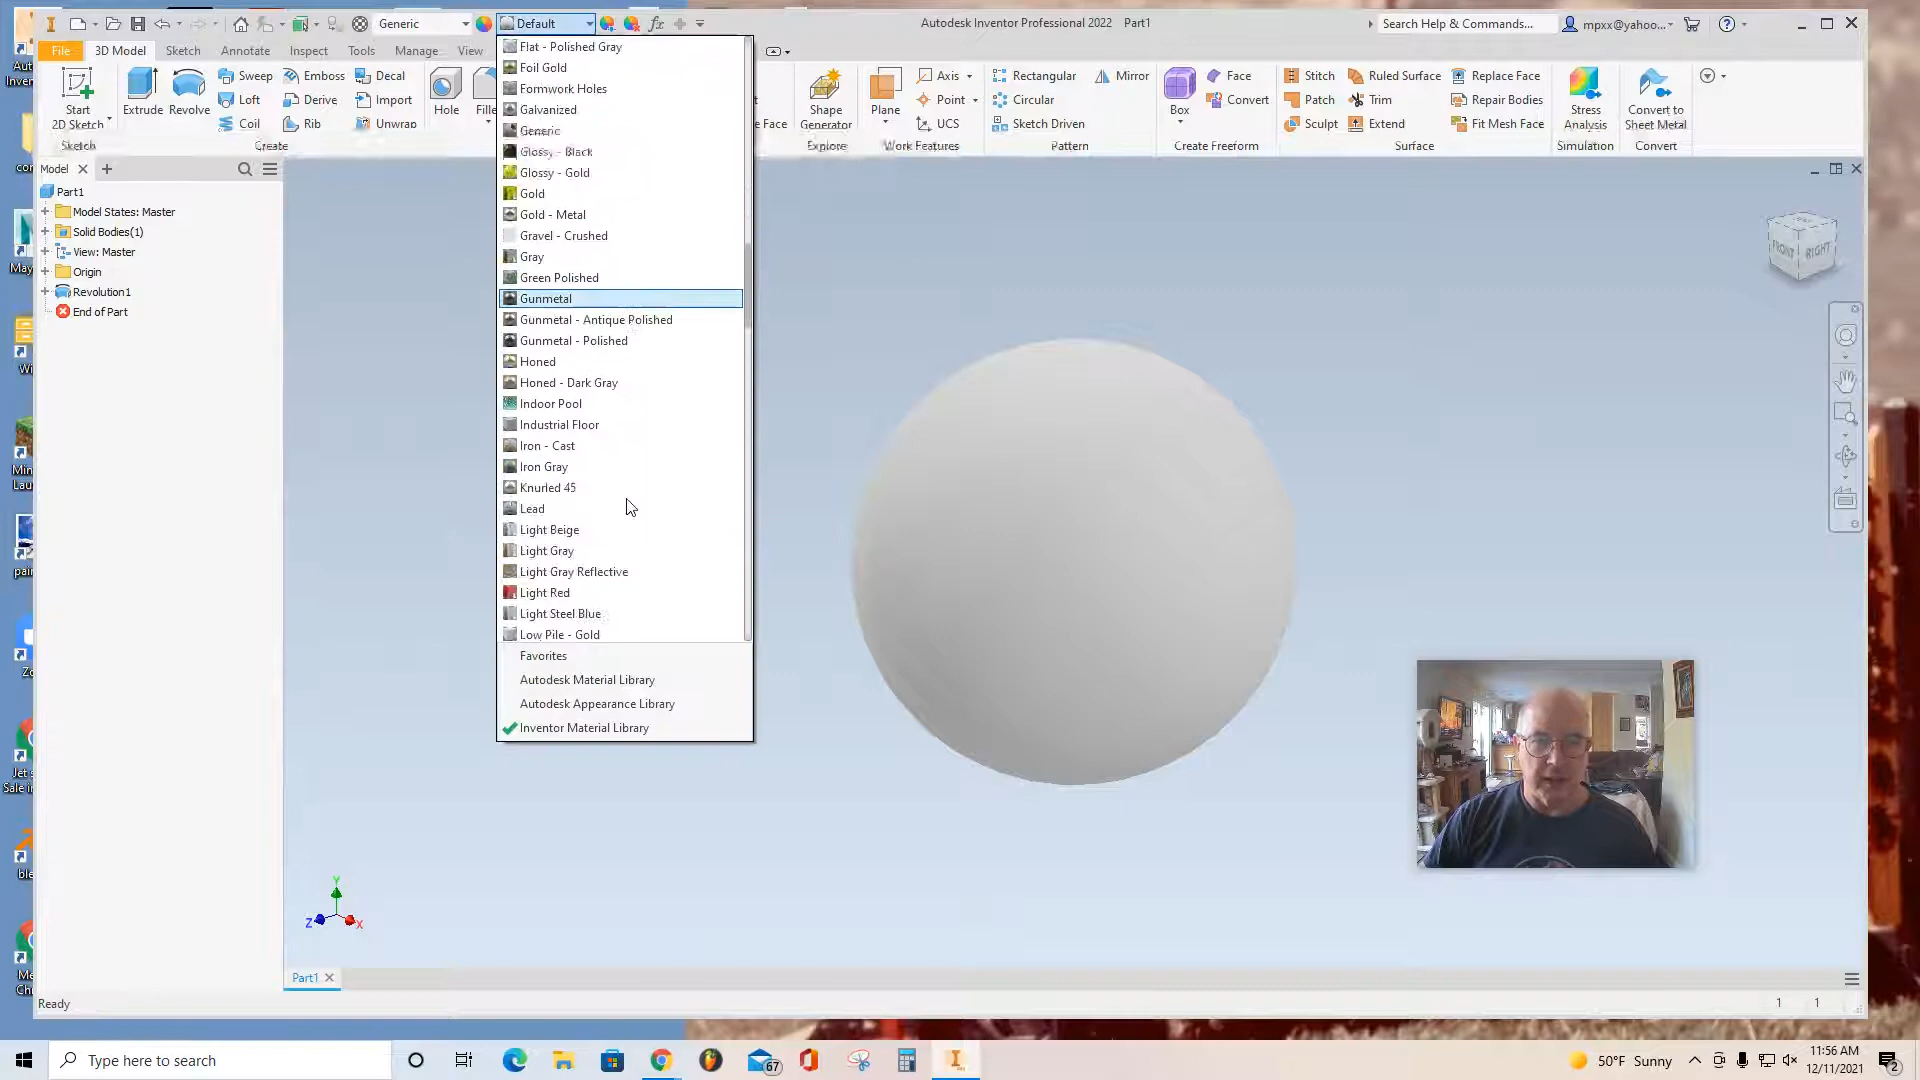 Generic
Default
fx
Autodesk Inventor Professional 2022 Part1
Search Help & Commands...
mpxx@yahoo...
File
3D Model
Sketch
Annotate
Inspect
Tools
Manage
View
Start
2D Sketch
Sketch
Extrude
Revolve
Sweep
Loft
Coil
Emboss
Derive
Rib
Decal
Import
Unwrap
Create
Hole
Face
Shape
Generator
Explore
Plane
Axis
Point
UCS
Work Features
Rectangular
Circular
Sketch Driven
Mirror
Pattern
Box
Face
Convert
Create Freeform
Stitch
Patch
Sculpt
Ruled Surface
Trim
Extend
Replace Face
Repair Bodies
Fit Mesh Face
Surface
Stress
Analysis
Simulation
Convert to
Sheet Metal
Convert
Model
Part1
Model States: Master
Solid Bodies(1)
View: Master
Origin
Revolution1
End of Part
Flat - Polished Gray
Foil Gold
Formwork Holes
Galvanized
Generic
Glossy - Black
Glossy - Gold
Gold
Gold - Metal
Gravel - Crushed
Gray
Green Polished
Gunmetal
Gunmetal - Antique Polished
Gunmetal - Polished
Honed
Honed - Dark Gray
Indoor Pool
Industrial Floor
Iron - Cast
Iron Gray
Knurled 45
Lead
Light Beige
Light Gray
Light Gray Reflective
Light Red
Light Steel Blue
Low Pile - Gold
Favorites
Autodesk Material Library
Autodesk Appearance Library
Inventor Material Library
FRONT
RIGHT
Y
Z
X
Part1
Ready
1 1
Type here to search
67
50°F Sunny
11:56 AM
12/11/2021
2